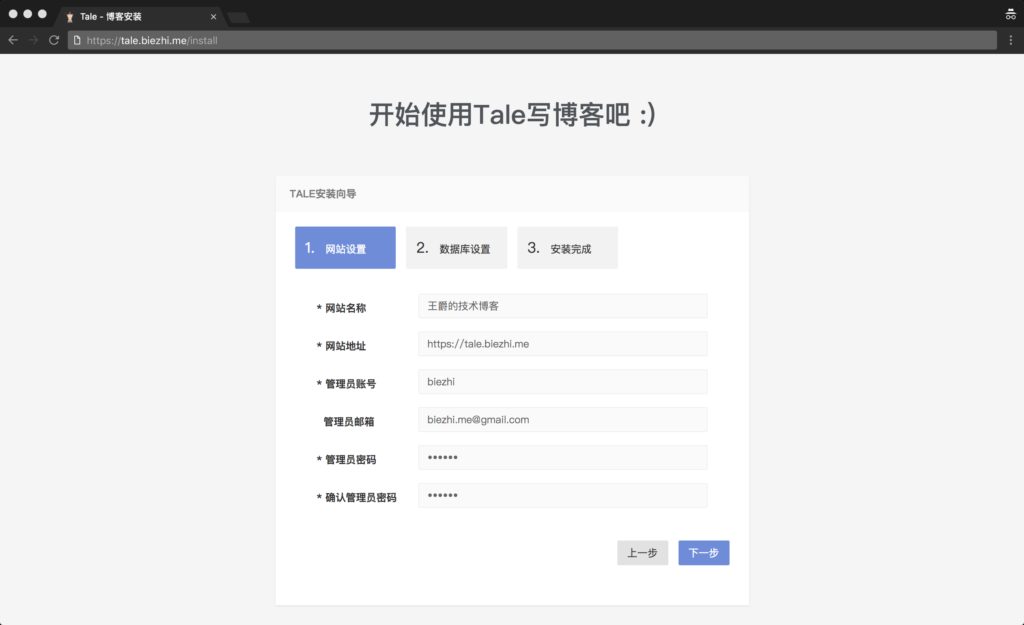 Tale - 博客安装
https://tale.biezhi.me/install
开始使用Tale写博客吧 :)
TALE安装向导
1. 网站设置 2. 数据库设置 3. 安装完成
* 网站名称 王爵的技术博客
* 网站地址 https://tale.biezhi.me
* 管理员账号 biezhi
管理员邮箱 biezhi.me@gmail.com
* 管理员密码 ••••••
* 确认管理员密码 ••••••
上一步 下一步